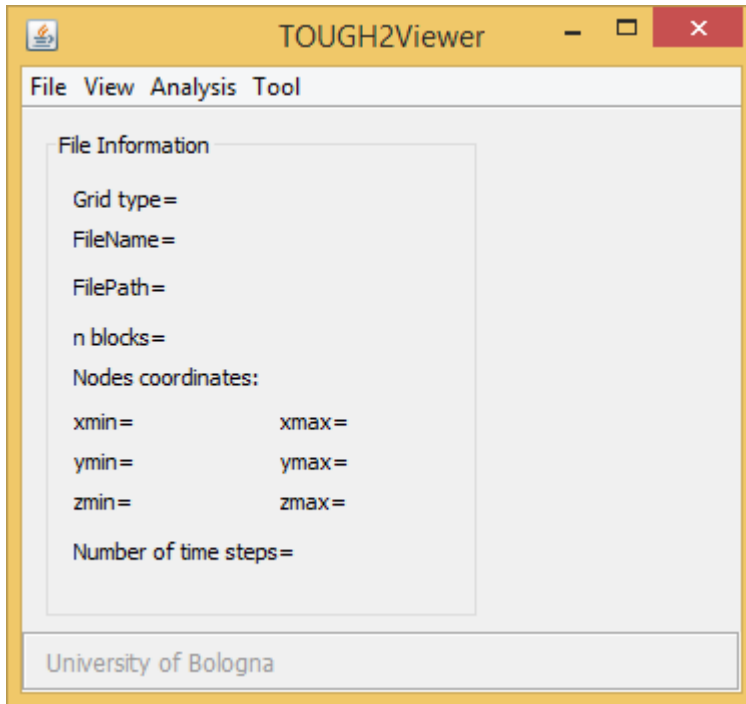 TOUGH2Viewer
File View Analysis Tool
File Information
Grid type=
FileName=
FilePath=
n blocks=
Nodes coordinates:
xmin= xmax=
ymin= ymax=
zmin= zmax=
Number of time steps=
University of Bologna